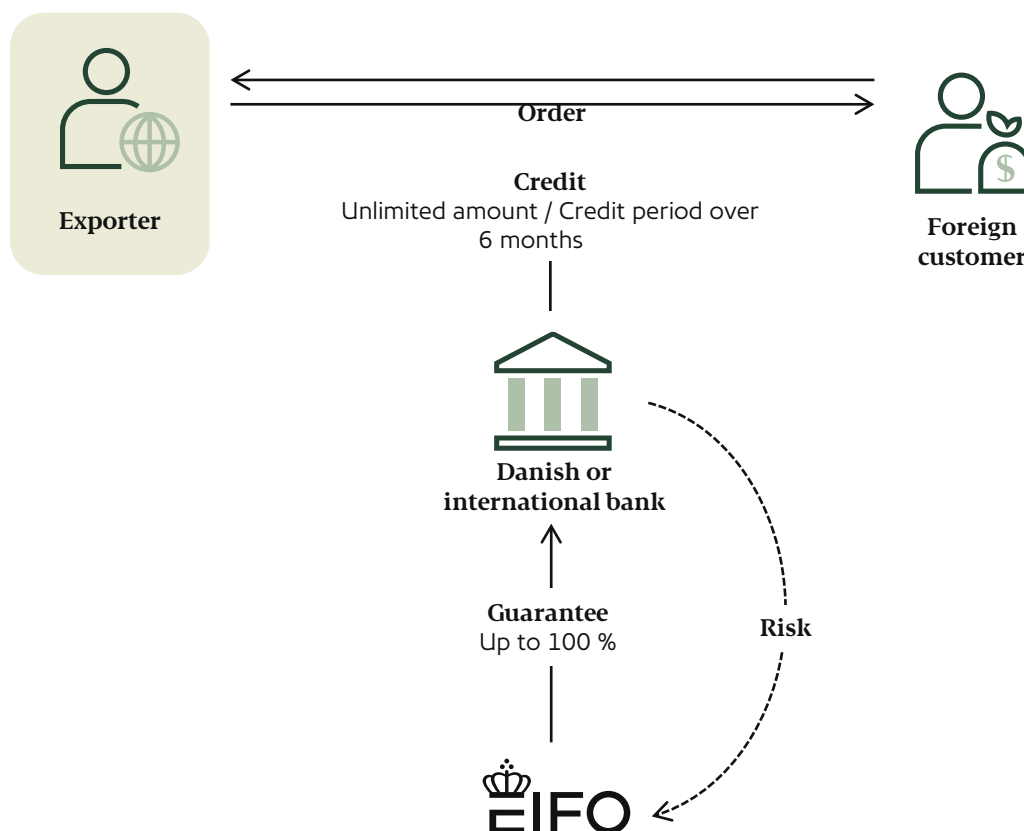 Order
Credit
Unlimited amount / Credit period over
6 months
Exporter
Foreign
customer
$
Danish or
international bank
Guarantee
Up to 100 %
Risk
EIFO